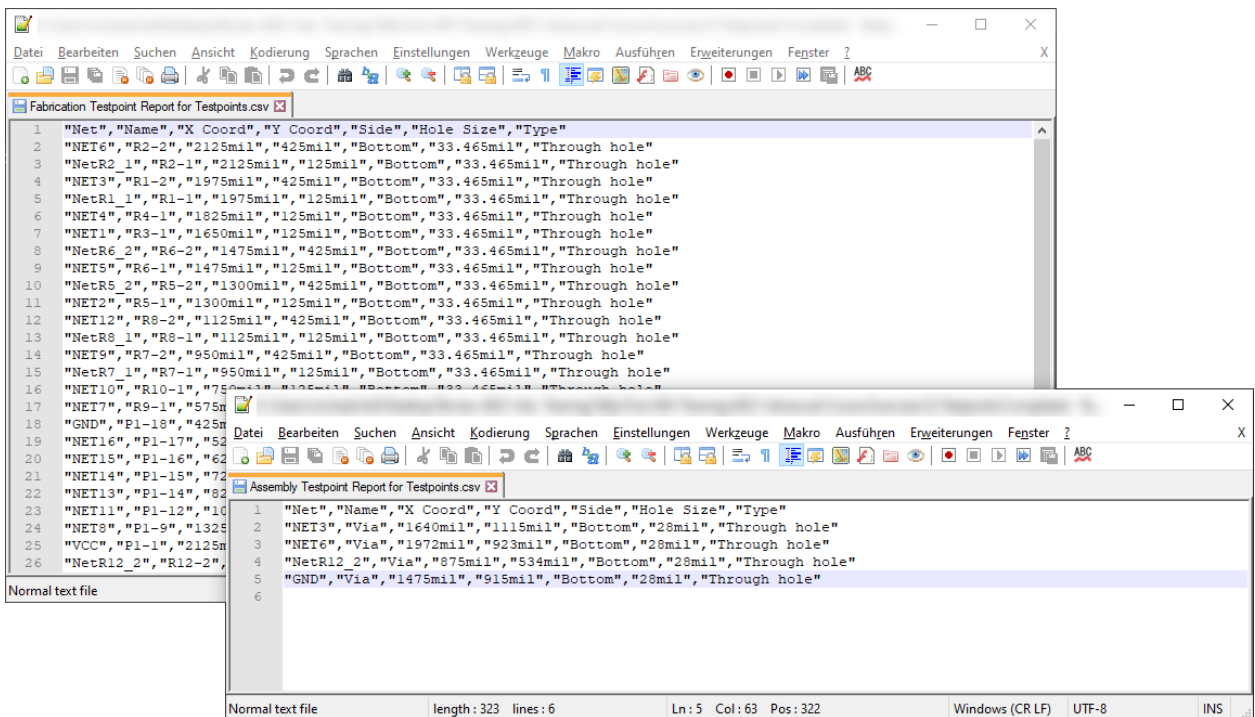 Datei Bearbeiten Suchen Ansicht Kodierung Sprachen Einstellungen Werkzeuge Makro Ausführen Erweiterungen Fenster ? X
ABC
Fabrication Testpoint Report for Testpoints.csv
1 "Net","Name","X Coord","Y Coord","Side","Hole Size","Type"
2 "NET6","R2-2","2125mil","425mil","Bottom","33.465mil","Through hole"
3 "NetR2_1","R2-1","2125mil","125mil","Bottom","33.465mil","Through hole"
4 "NET3","R1-2","1975mil","425mil","Bottom","33.465mil","Through hole"
5 "NetR1_1","R1-1","1975mil","125mil","Bottom","33.465mil","Through hole"
6 "NET4","R4-1","1825mil","125mil","Bottom","33.465mil","Through hole"
7 "NET1","R3-1","1650mil","125mil","Bottom","33.465mil","Through hole"
8 "NetR6_2","R6-2","1475mil","425mil","Bottom","33.465mil","Through hole"
9 "NET5","R6-1","1475mil","125mil","Bottom","33.465mil","Through hole"
10 "NetR5_2","R5-2","1300mil","425mil","Bottom","33.465mil","Through hole"
11 "NET2","R5-1","1300mil","125mil","Bottom","33.465mil","Through hole"
12 "NET12","R8-2","1125mil","425mil","Bottom","33.465mil","Through hole"
13 "NetR8_1","R8-1","1125mil","125mil","Bottom","33.465mil","Through hole"
14 "NET9","R7-2","950mil","425mil","Bottom","33.465mil","Through hole"
15 "NetR7_1","R7-1","950mil","125mil","Bottom","33.465mil","Through hole"
16 "NET10","R10-1","750mil","125mil","Bottom","33.465mil","Through hole"
17 "NET7","R9-1","575m
18 "GND","P1-18","425m
19 "NET16","P1-17","52
20 "NET15","P1-16","62
21 "NET14","P1-15","72
22 "NET13","P1-14","82
23 "NET11","P1-12","10
24 "NET8","P1-9","1325
25 "VCC","P1-1","2125m
26 "NetR12_2","R12-2",
Normal text file
Datei Bearbeiten Suchen Ansicht Kodierung Sprachen Einstellungen Werkzeuge Makro Ausführen Erweiterungen Fenster ? X
ABC
Assembly Testpoint Report for Testpoints.csv
1 "Net","Name","X Coord","Y Coord","Side","Hole Size","Type"
2 "NET3","Via","1640mil","1115mil","Bottom","28mil","Through hole"
3 "NET6","Via","1972mil","923mil","Bottom","28mil","Through hole"
4 "NetR12_2","Via","875mil","534mil","Bottom","28mil","Through hole"
5 "GND","Via","1475mil","915mil","Bottom","28mil","Through hole"
6
Normal text file length : 323 lines : 6 Ln : 5 Col : 63 Pos : 322 Windows (CR LF) UTF-8 INS